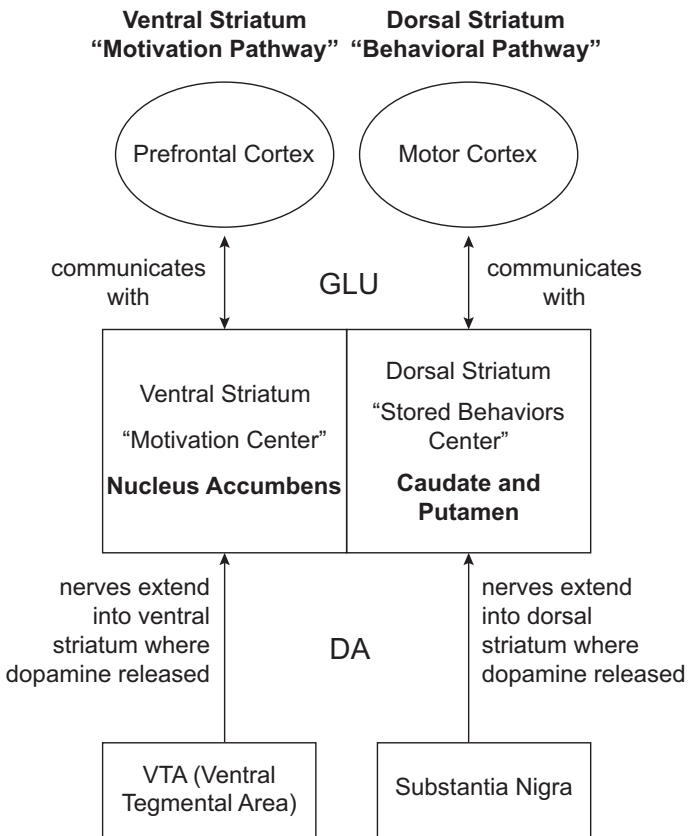 Ventral Striatum
“Motivation Pathway”
Dorsal Striatum
“Behavioral Pathway”
Prefrontal Cortex
Motor Cortex
communicates
with
GLU
communicates
with
Ventral Striatum
“Motivation Center”
Nucleus Accumbens
Dorsal Striatum
“Stored Behaviors
Center”
Caudate and
Putamen
nerves extend
into ventral
striatum where
dopamine released
DA
nerves extend
into dorsal
striatum where
dopamine released
VTA (Ventral
Tegmental Area)
Substantia Nigra